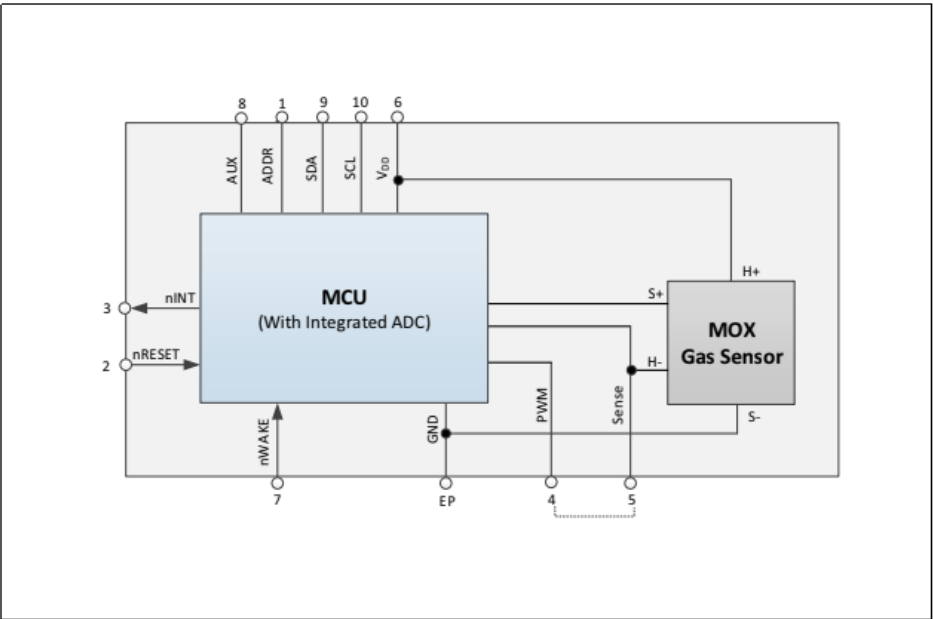 8 1 9 10 6
AUX ADDR SDA SCL VDD
H+
3 nINT
MCU
(With Integrated ADC)
S+
MOX
Gas Sensor
2 nRESET
H-
nWAKE GND PWM Sense S-
7 EP 4 5